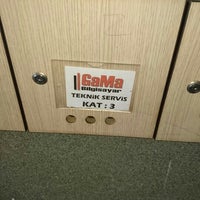 GaMa
Bilgisayar
TEKNİK SERVİS
KAT : 3